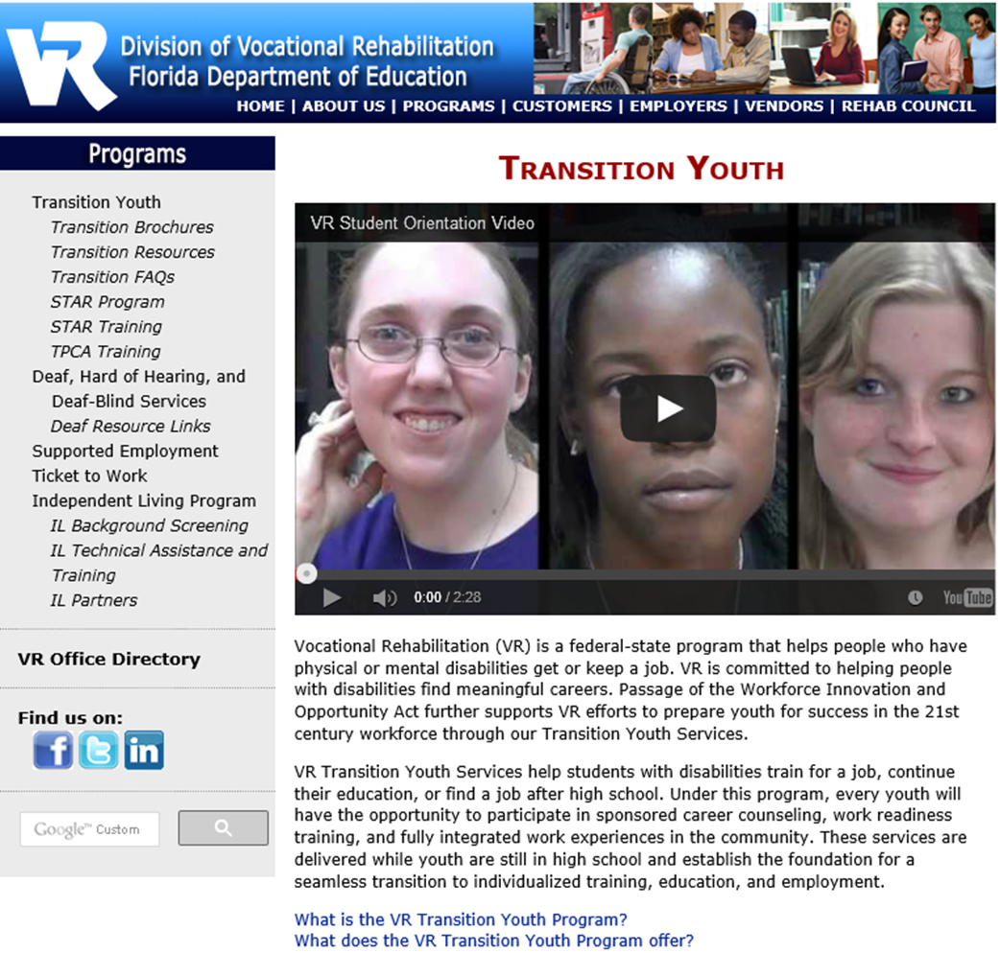 VR
Division of Vocational Rehabilitation
Florida Department of Education
HOME | ABOUT US | PROGRAMS | CUSTOMERS | EMPLOYERS | VENDORS | REHAB COUNCIL
Programs
Transition Youth
Transition Brochures
Transition Resources
Transition FAQs
STAR Program
STAR Training
TPCA Training
Deaf, Hard of Hearing, and
Deaf-Blind Services
Deaf Resource Links
Supported Employment
Ticket to Work
Independent Living Program
IL Background Screening
IL Technical Assistance and
Training
IL Partners
VR Office Directory
Find us on:
f
t
in
Google™ Custom
TRANSITION YOUTH
VR Student Orientation Video
0:00 / 2:28
YouTube
Vocational Rehabilitation (VR) is a federal-state program that helps people who have
physical or mental disabilities get or keep a job. VR is committed to helping people
with disabilities find meaningful careers. Passage of the Workforce Innovation and
Opportunity Act further supports VR efforts to prepare youth for success in the 21st
century workforce through our Transition Youth Services.
VR Transition Youth Services help students with disabilities train for a job, continue
their education, or find a job after high school. Under this program, every youth will
have the opportunity to participate in sponsored career counseling, work readiness
training, and fully integrated work experiences in the community. These services are
delivered while youth are still in high school and establish the foundation for a
seamless transition to individualized training, education, and employment.
What is the VR Transition Youth Program?
What does the VR Transition Youth Program offer?